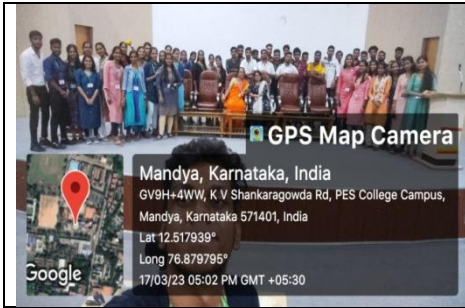 GPS Map Camera
Mandya, Karnataka, India
GV9H+4WW, K V Shankaragowda Rd, PES College Campus,
Mandya, Karnataka 571401, India
Lat 12.517939°
Long 76.879795°
17/03/23 05:02 PM GMT +05:30
Google